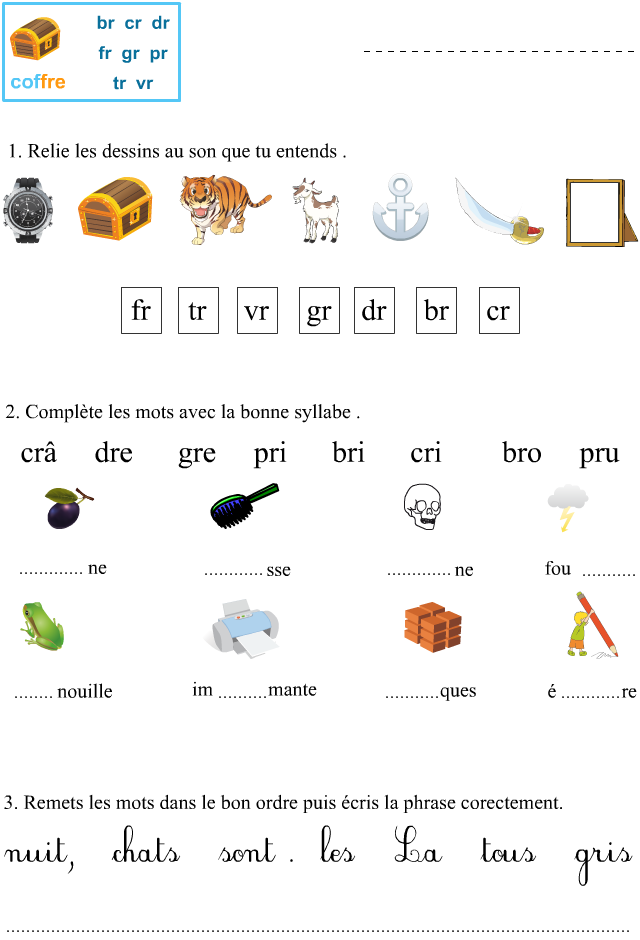 br cr dr
fr gr pr
coffre tr vr
1. Relie les dessins au son que tu entends .
fr tr vr gr dr br cr
2. Complète les mots avec la bonne syllabe .
crâ dre gre pri bri cri bro pru
............. ne ............ sse ............. ne fou ...........
........ nouille im ..........mante ...........ques é ............re
3. Remets les mots dans le bon ordre puis écris la phrase corectement.
nuit, chats sont . les La tous gris